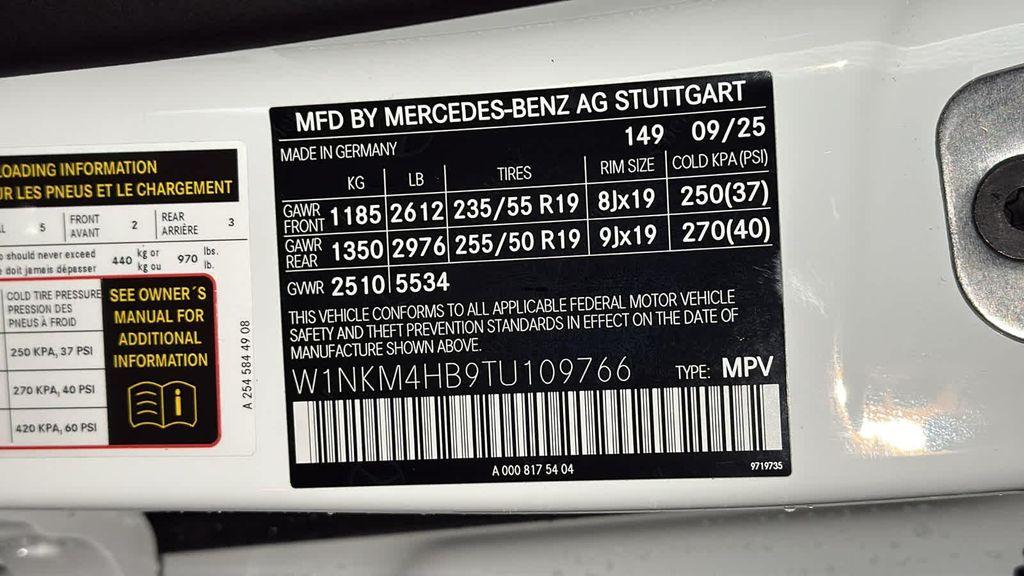 LOADING INFORMATION
UR LES PNEUS ET LE CHARGEMENT
5 FRONT AVANT 2 REAR ARRIÈRE 3
should never exceed 440 kg or 970 lbs.
doit jamais dépasser kg ou lb.
COLD TIRE PRESSURE
PRESSION DES
PNEUS À FROID
250 KPA, 37 PSI
270 KPA, 40 PSI
420 KPA, 60 PSI
SEE OWNER´S
MANUAL FOR
ADDITIONAL
INFORMATION
i
A 254 584 49 08
MFD BY MERCEDES-BENZ AG STUTTGART
MADE IN GERMANY 149 09/25
KG LB TIRES RIM SIZE COLD KPA(PSI)
GAWR FRONT 1185 2612 235/55 R19 8Jx19 250(37)
GAWR REAR 1350 2976 255/50 R19 9Jx19 270(40)
GVWR 2510 5534
THIS VEHICLE CONFORMS TO ALL APPLICABLE FEDERAL MOTOR VEHICLE
SAFETY AND THEFT PREVENTION STANDARDS IN EFFECT ON THE DATE OF
MANUFACTURE SHOWN ABOVE.
W1NKM4HB9TU109766 TYPE: MPV
A 000 817 54 04 9719735